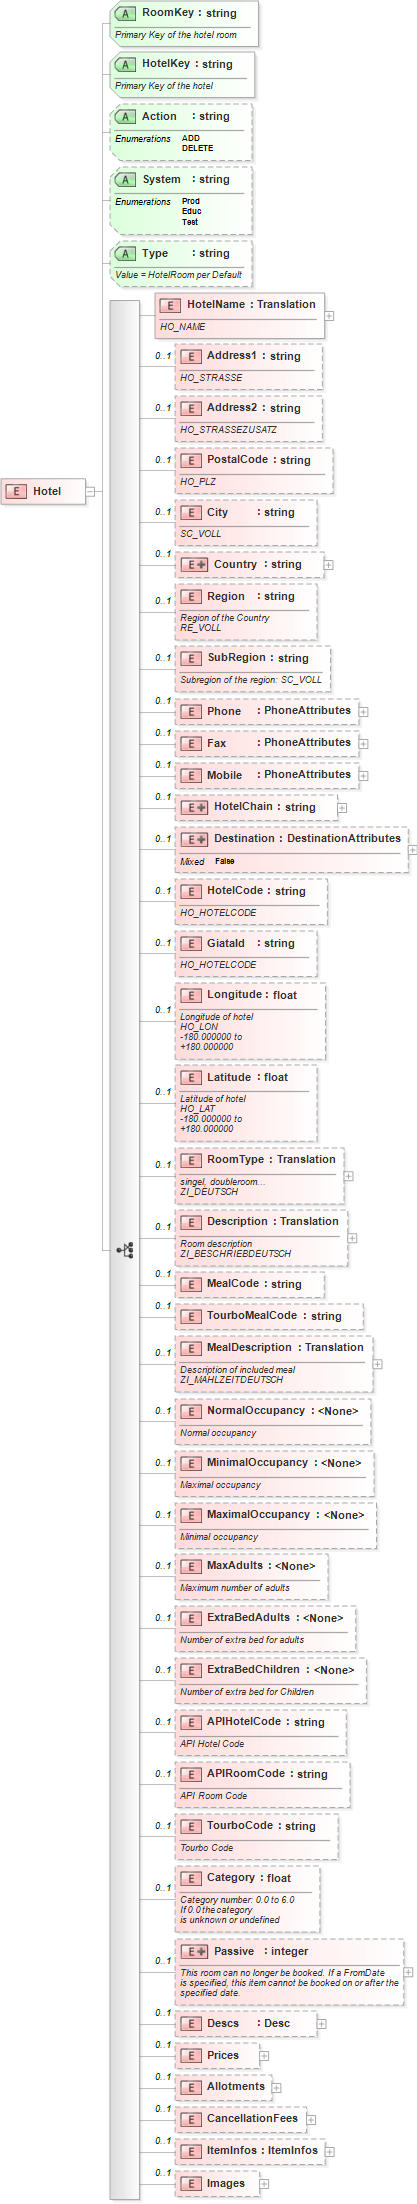 RoomKey : string
Primary Key of the hotel room
HotelKey : string
Primary Key of the hotel
Action : string
Enumerations ADD
DELETE
System : string
Enumerations Prod
Educ
Test
Type : string
Value = HotelRoom per Default
HotelName : Translation
HO_NAME
0..1 Address1 : string
HO_STRASSE
0..1 Address2 : string
HO_STRASSEZUSATZ
0..1 PostalCode : string
HO_PLZ
Hotel
0..1 City : string
SC_VOLL
0..1 Country : string
0..1 Region : string
Region of the Country
RE_VOLL
0..1 SubRegion : string
Subregion of the region: SC_VOLL
0..1 Phone : PhoneAttributes
0..1 Fax : PhoneAttributes
0..1 Mobile : PhoneAttributes
0..1 HotelChain : string
0..1 Destination : DestinationAttributes
Mixed False
0..1 HotelCode : string
HO_HOTELCODE
0..1 GiataId : string
HO_HOTELCODE
0..1 Longitude : float
Longitude of hotel
HO_LON
-180.000000 to
+180.000000
0..1 Latitude : float
Latitude of hotel
HO_LAT
-180.000000 to
+180.000000
0..1 RoomType : Translation
singel, doubleroom...
ZI_DEUTSCH
0..1 Description : Translation
Room description
ZI_BESCHRIEBDEUTSCH
0..1 MealCode : string
0..1 TourboMealCode : string
0..1 MealDescription : Translation
Description of included meal
ZI_MAHLZEITDEUTSCH
0..1 NormalOccupancy : <None>
Normal occupancy
0..1 MinimalOccupancy : <None>
Maximal occupancy
0..1 MaximalOccupancy : <None>
Minimal occupancy
0..1 MaxAdults : <None>
Maximum number of adults
0..1 ExtraBedAdults : <None>
Number of extra bed for adults
0..1 ExtraBedChildren : <None>
Number of extra bed for Children
0..1 APIHotelCode : string
API Hotel Code
0..1 APIRoomCode : string
API Room Code
0..1 TourboCode : string
Tourbo Code
0..1 Category : float
Category number: 0.0 to 6.0
If 0.0 the category
is unknown or undefined
0..1 Passive : integer
This room can no longer be booked. If a FromDate
is specified, this item cannot be booked on or after the
specified date.
0..1 Descs : Desc
0..1 Prices
0..1 Allotments
0..1 CancellationFees
0..1 ItemInfos : ItemInfos
0..1 Images